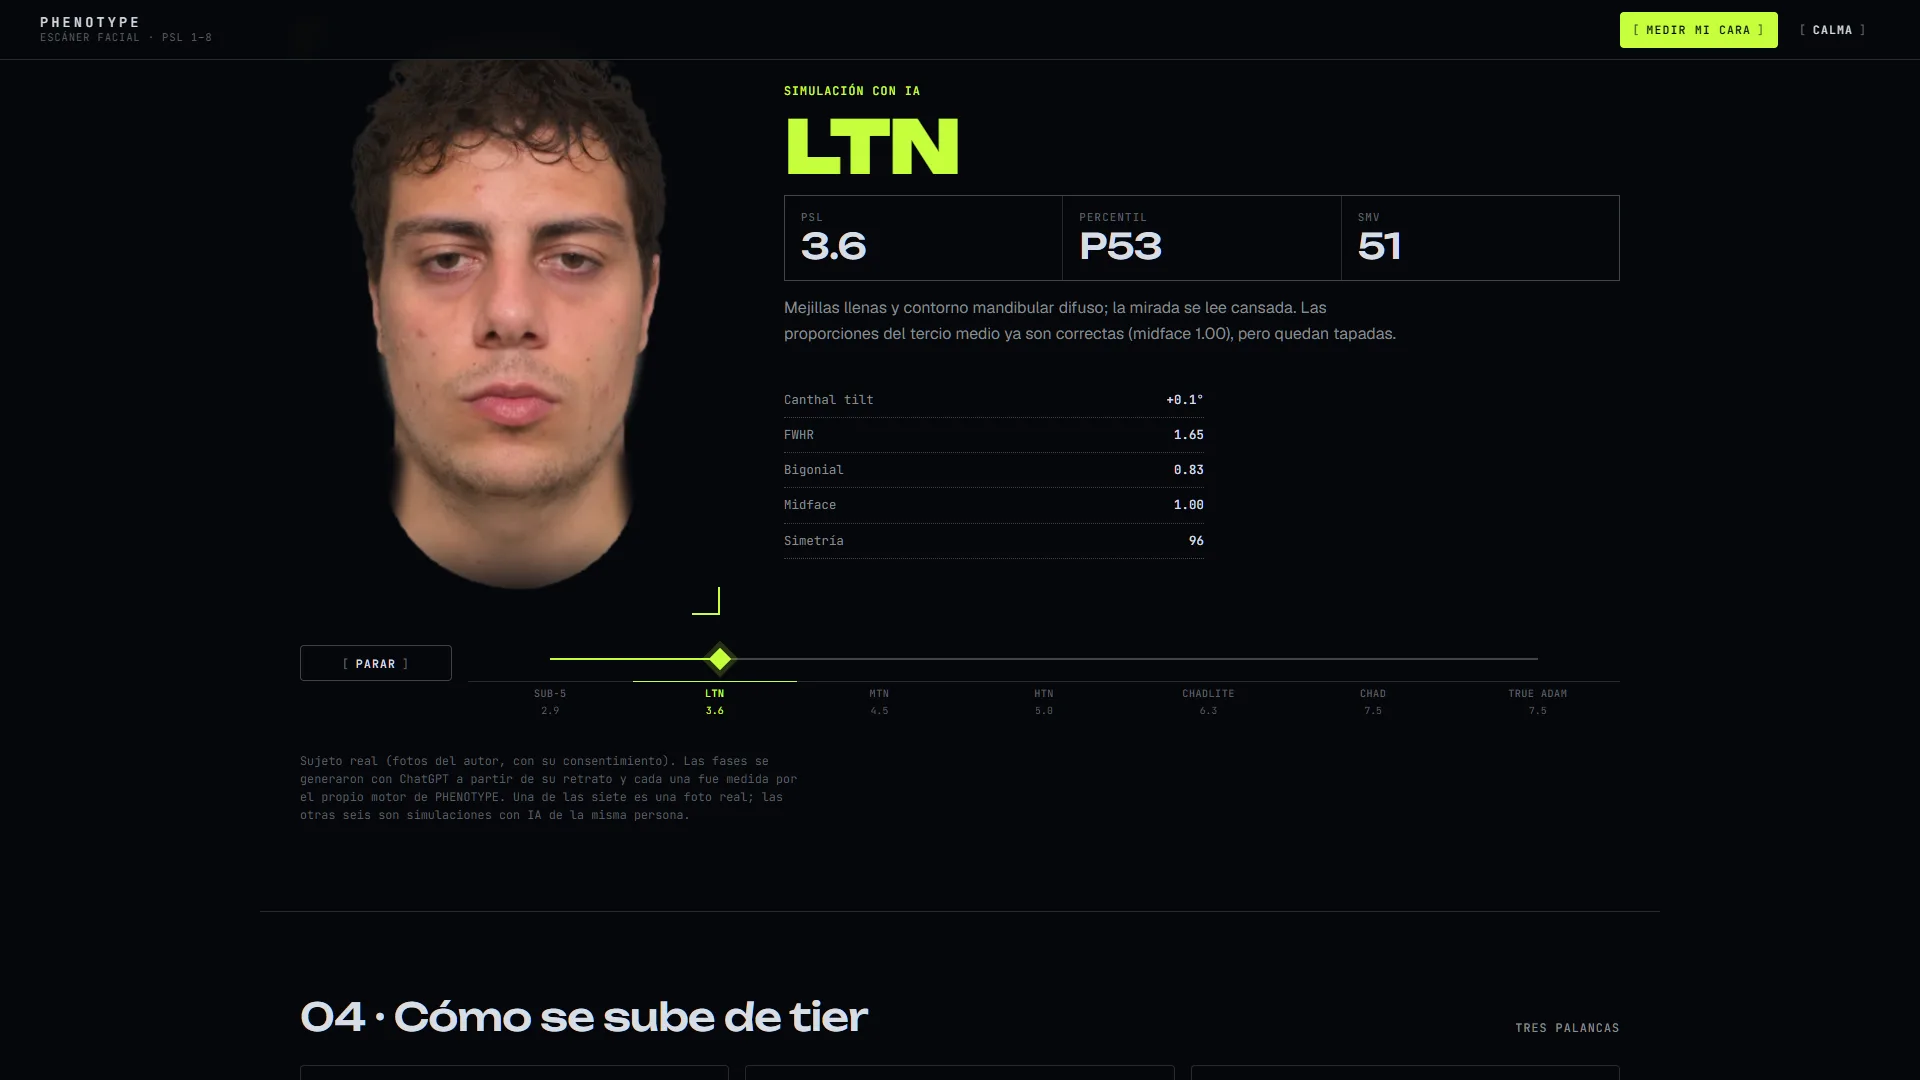 PHENOTYPE
ESCÁNER FACIAL · PSL 1–8
[ MEDIR MI CARA ]
[ CALMA ]
SIMULACIÓN CON IA
LTN
PSL
3.6
PERCENTIL
P53
SMV
51
Mejillas llenas y contorno mandibular difuso; la mirada se lee cansada. Las
proporciones del tercio medio ya son correctas (midface 1.00), pero quedan tapadas.
Canthal tilt +0.1°
FWHR 1.65
Bigonial 0.83
Midface 1.00
Simetría 96
[ PARAR ]
SUB-5 LTN MTN HTN CHADLITE CHAD TRUE ADAM
2.9 3.6 4.5 5.0 6.3 7.5 7.5
Sujeto real (fotos del autor, con su consentimiento). Las fases se
generaron con ChatGPT a partir de su retrato y cada una fue medida por
el propio motor de PHENOTYPE. Una de las siete es una foto real; las
otras seis son simulaciones con IA de la misma persona.
04 · Cómo se sube de tier
TRES PALANCAS